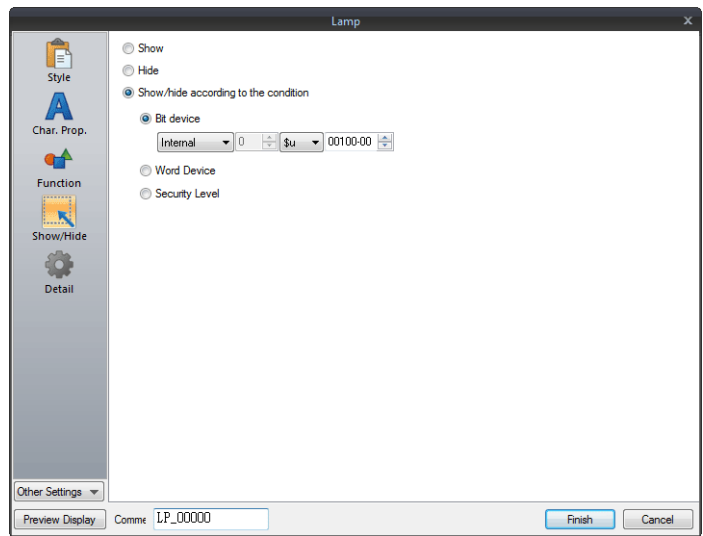 Lamp
x
Show
Style
Hide
Show/hide according to the condition
Bit device
Char. Prop.
Internal 0 $u 00100-00
Word Device
Function
Security Level
Show/Hide
Detail
Other Settings
Preview Display Comme LP_00000 Finish Cancel